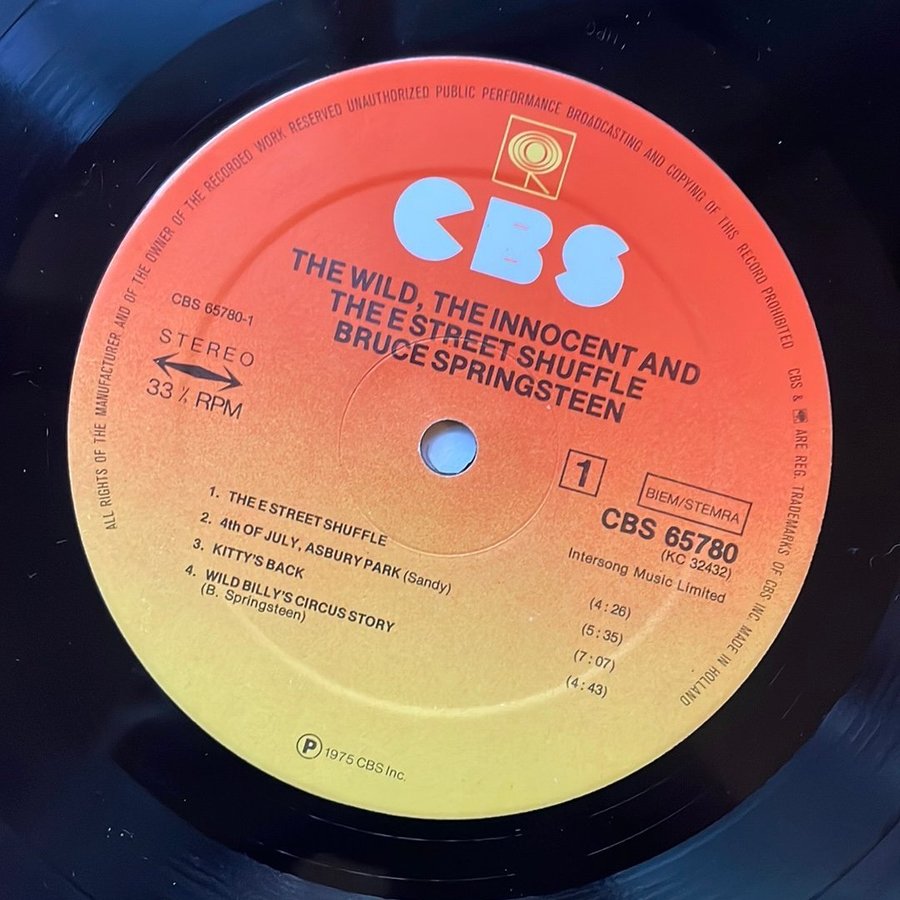 ALL RIGHTS OF THE MANUFACTURER AND OF THE OWNER OF THE RECORDED WORK RESERVED UNAUTHORIZED PUBLIC PERFORMANCE BROADCASTING AND COPYING OF THIS RECORD PROHIBITED CBS & ARE REG. TRADEMARKS OF CBS INC. MADE IN HOLLAND
CBS
THE WILD, THE INNOCENT AND
THE E STREET SHUFFLE
BRUCE SPRINGSTEEN
CBS 65780-1
STEREO
33 ⅓ RPM
1
BIEM/STEMRA
CBS 65780
(KC 32432)
Intersong Music Limited
1. THE E STREET SHUFFLE (4:26)
2. 4th OF JULY, ASBURY PARK (Sandy) (5:35)
3. KITTY'S BACK (7:07)
4. WILD BILLY'S CIRCUS STORY (4:43)
(B. Springsteen)
Ⓟ 1975 CBS Inc.